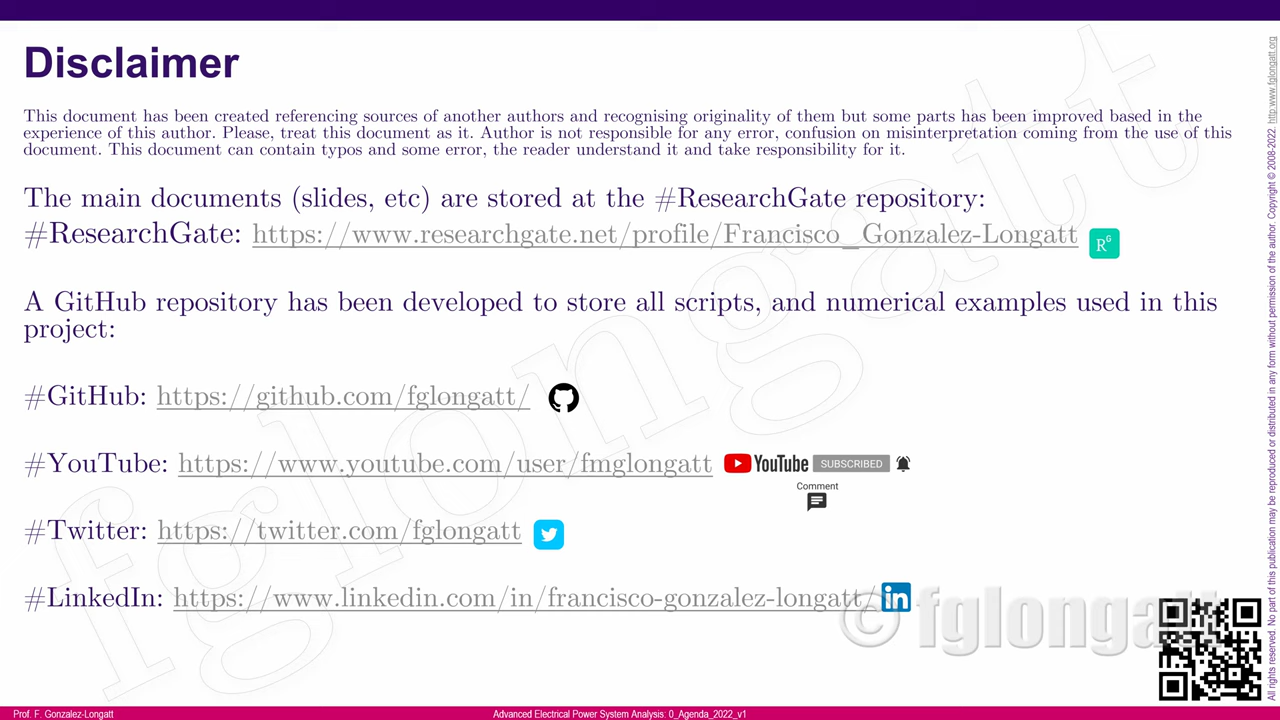 Disclaimer
This document has been created referencing sources of another authors and recognising originality of them but some parts has been improved based in the
experience of this author. Please, treat this document as it. Author is not responsible for any error, confusion on misinterpretation coming from the use of this
document. This document can contain typos and some error, the reader understand it and take responsibility for it.
The main documents (slides, etc) are stored at the #ResearchGate repository:
#ResearchGate: https://www.researchgate.net/profile/Francisco_Gonzalez-Longatt
RG
A GitHub repository has been developed to store all scripts, and numerical examples used in this
project:
#GitHub: https://github.com/fglongatt/
#YouTube: https://www.youtube.com/user/fmglongatt
YouTube SUBSCRIBED
Comment
#Twitter: https://twitter.com/fglongatt
#LinkedIn: https://www.linkedin.com/in/francisco-gonzalez-longatt/
in
© fglongatt
fglongatt
All rights reserved. No part of this publication may be reproduced or distributed in any form without permission of the author. Copyright © 2008-2022. http:www.fglongatt.org
Prof. F. Gonzalez-Longatt
Advanced Electrical Power System Analysis: 0_Agenda_2022_v1